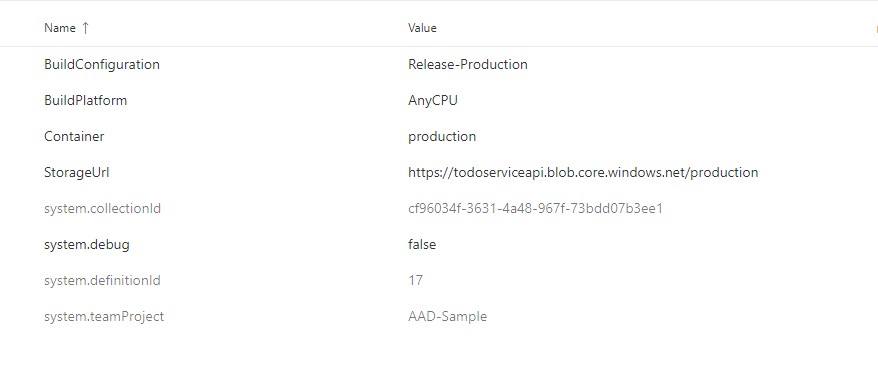 Name ↑ Value
BuildConfiguration Release-Production
BuildPlatform AnyCPU
Container production
StorageUrl https://todoserviceapi.blob.core.windows.net/production
system.collectionId cf96034f-3631-4a48-967f-73bdd07b3ee1
system.debug false
system.definitionId 17
system.teamProject AAD-Sample